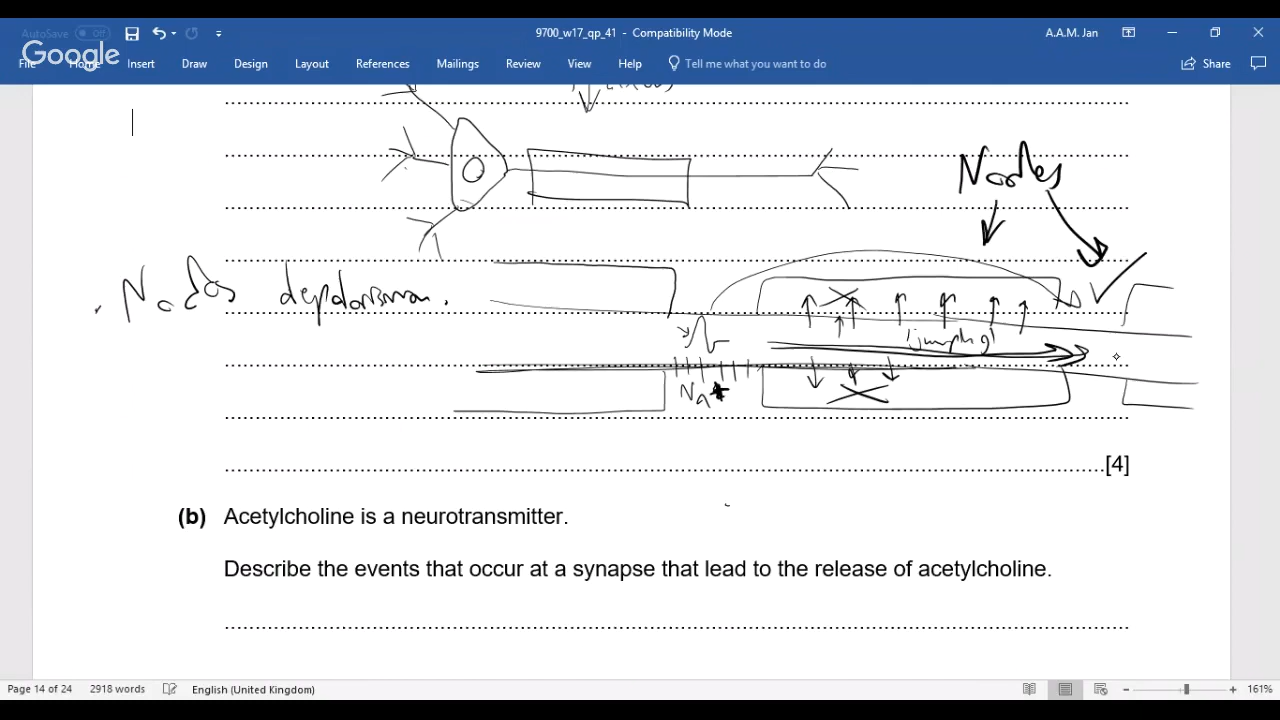 AutoSave Off
9700_w17_qp_41 - Compatibility Mode
A.A.M. Jan
Google
File Home Insert Draw Design Layout References Mailings Review View Help Tell me what you want to do Share
Nodes
Nodes
(jumping)
Na+
[4]
(b) Acetylcholine is a neurotransmitter.
Describe the events that occur at a synapse that lead to the release of acetylcholine.
Page 14 of 24 2918 words English (United Kingdom) 161%